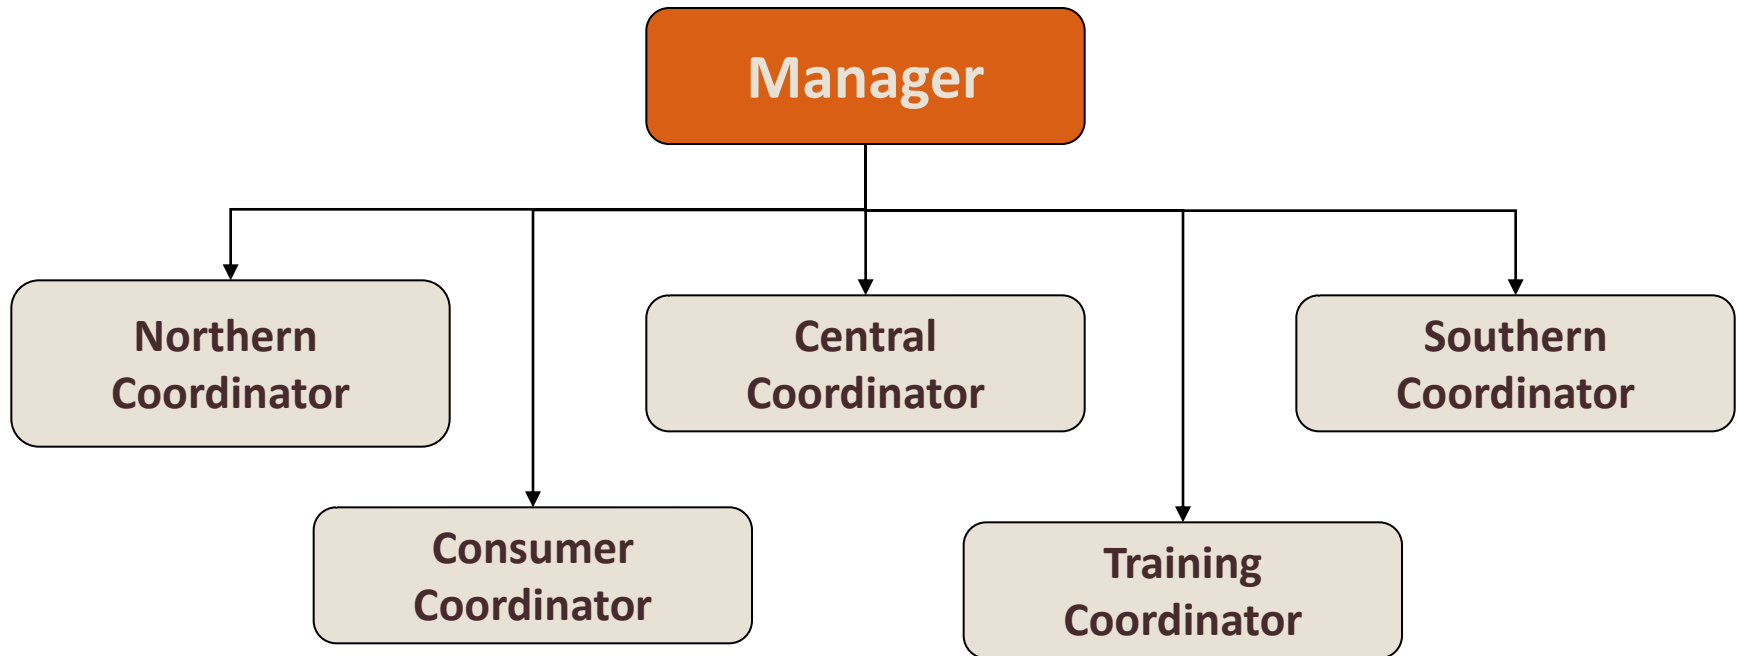 Manager
Northern
Coordinator
Central
Coordinator
Southern
Coordinator
Consumer
Coordinator
Training
Coordinator